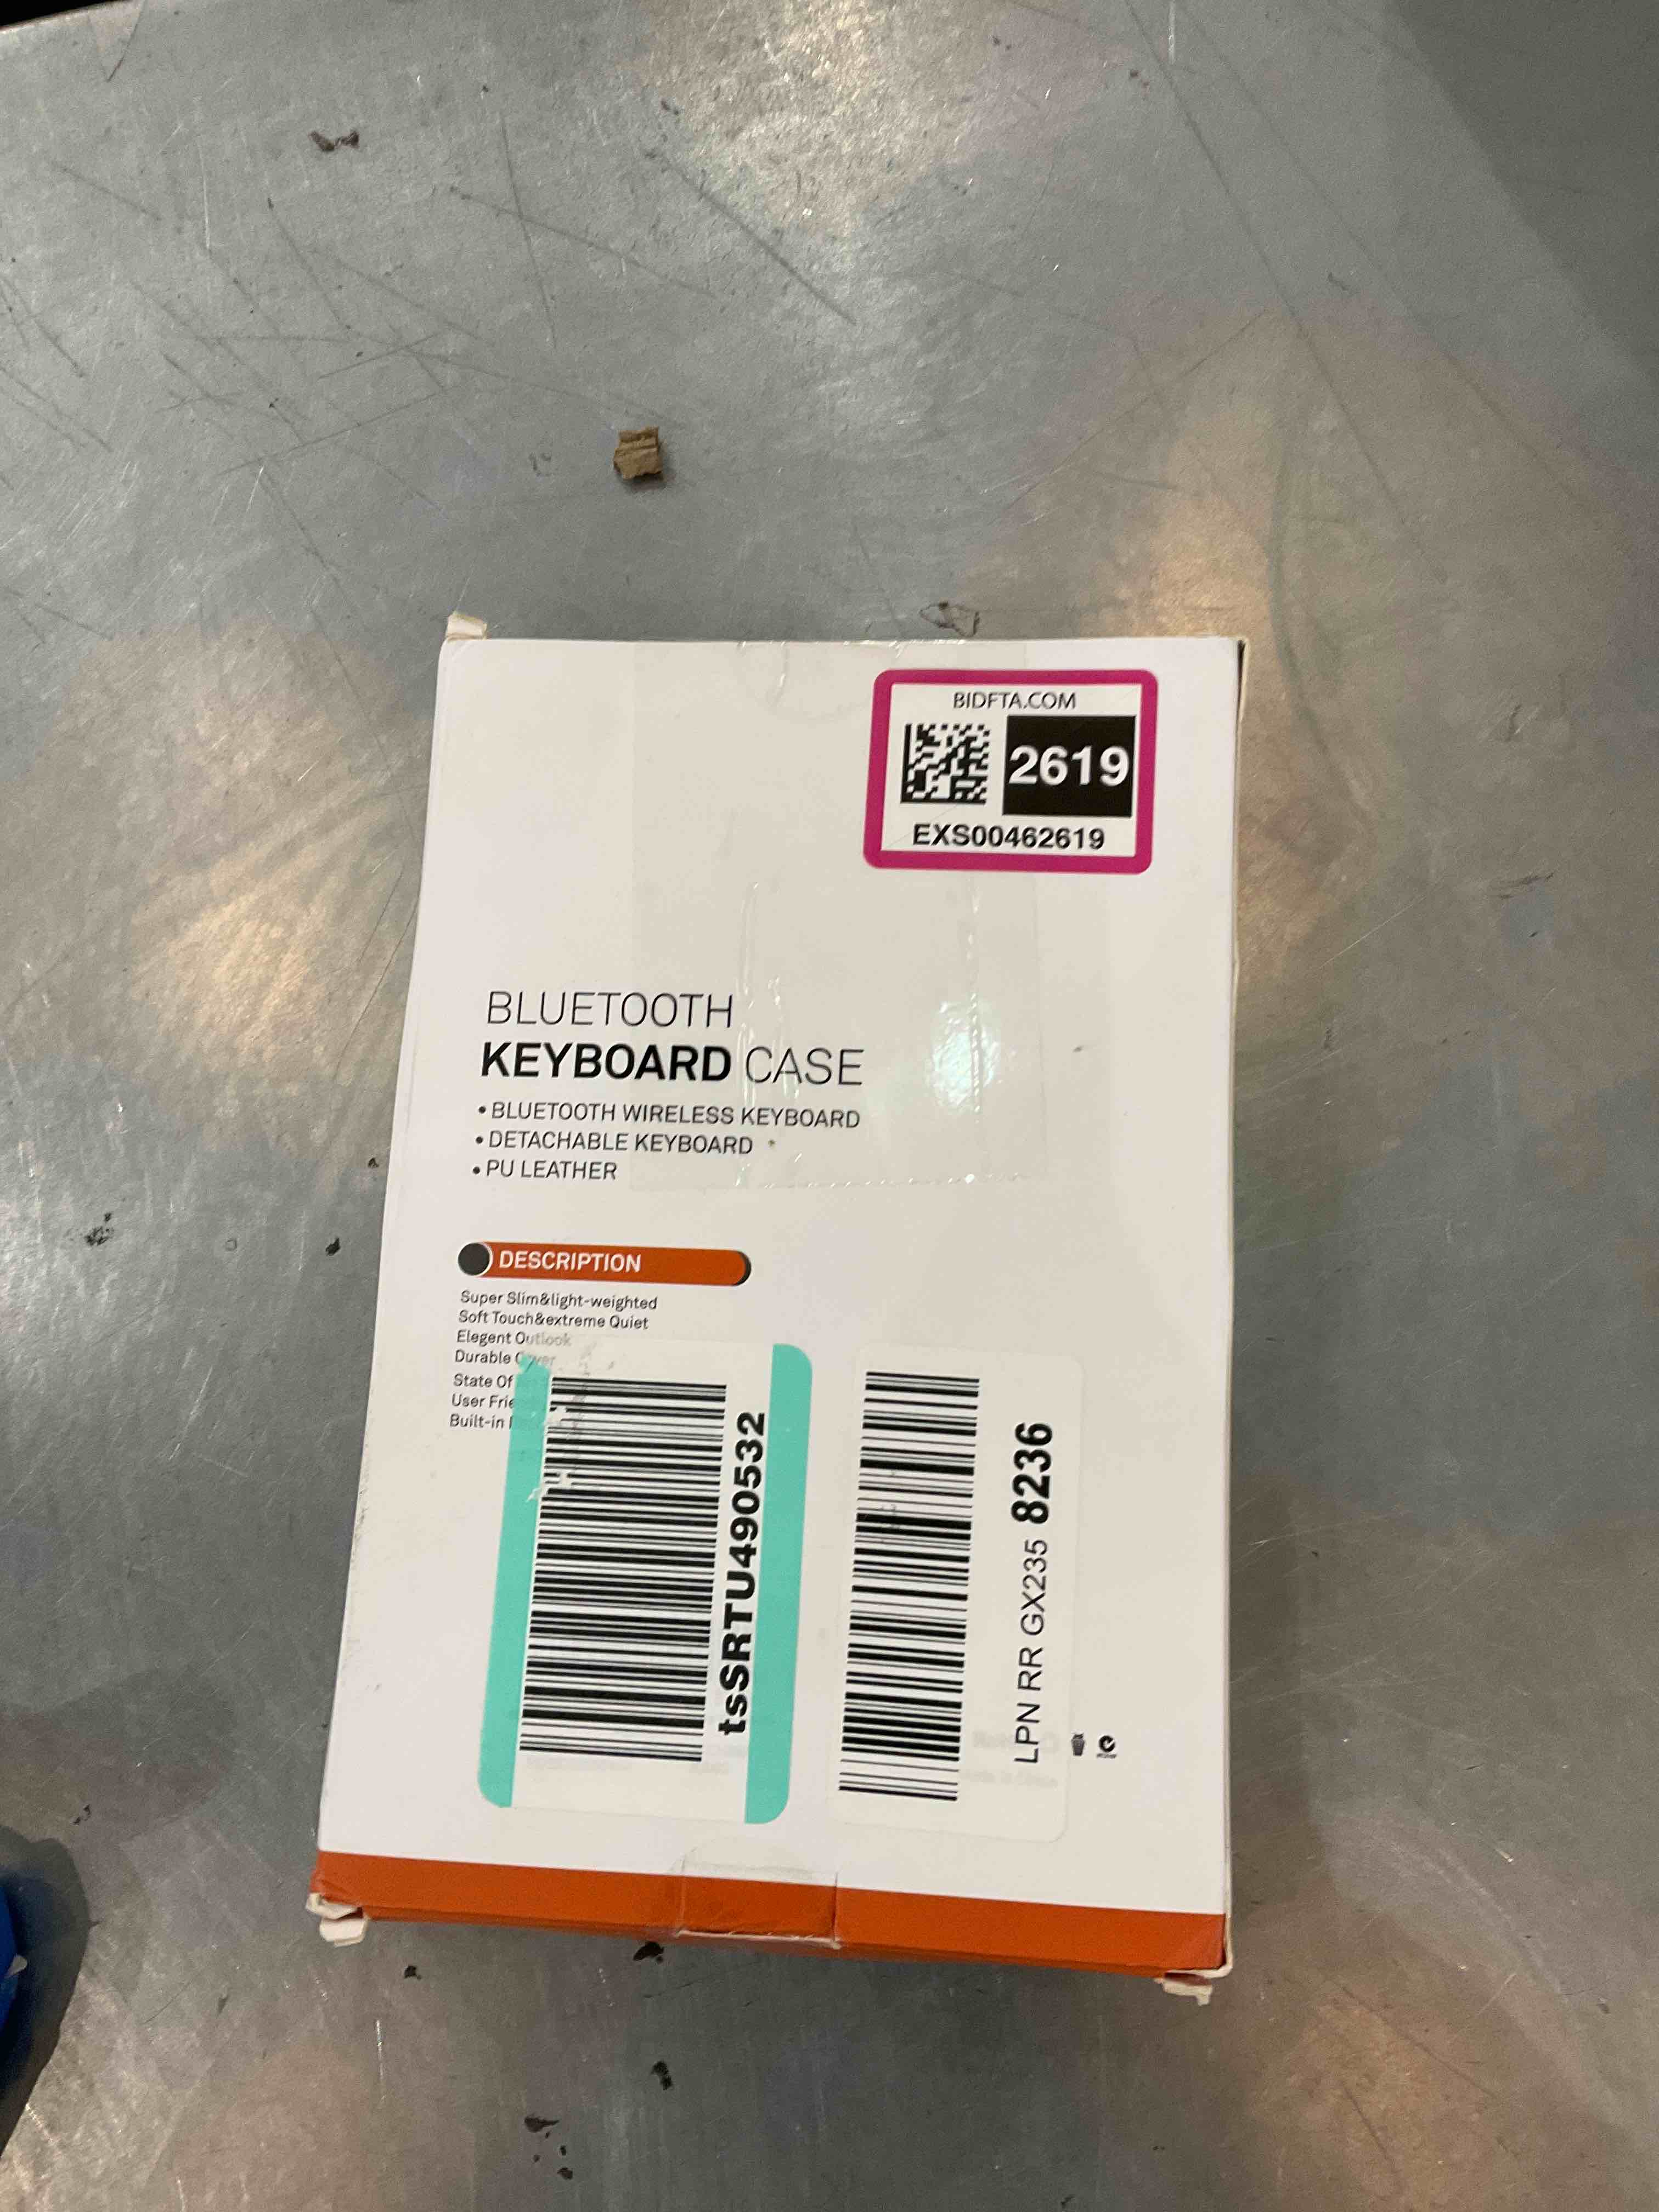 BIDFTA.COM
2619
EXS00462619
BLUETOOTH
KEYBOARD CASE
• BLUETOOTH WIRELESS KEYBOARD
• DETACHABLE KEYBOARD
• PU LEATHER
DESCRIPTION
Super Slim&light-weighted
Soft Touch&extreme Quiet
Elegent Outlook
Durable Cover
State Of
User
Built-in
tsSRTU490532
LPN RR GX235 8236